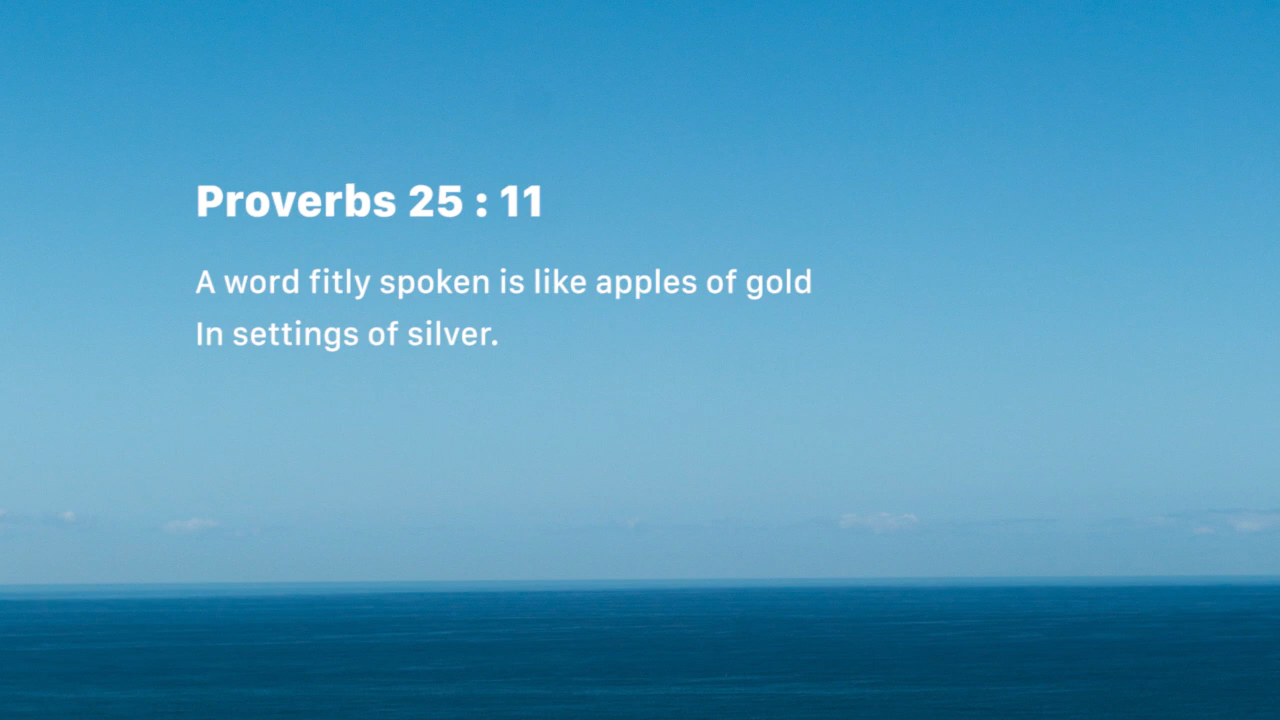 Proverbs 25 : 11
A word fitly spoken is like apples of gold
In settings of silver.